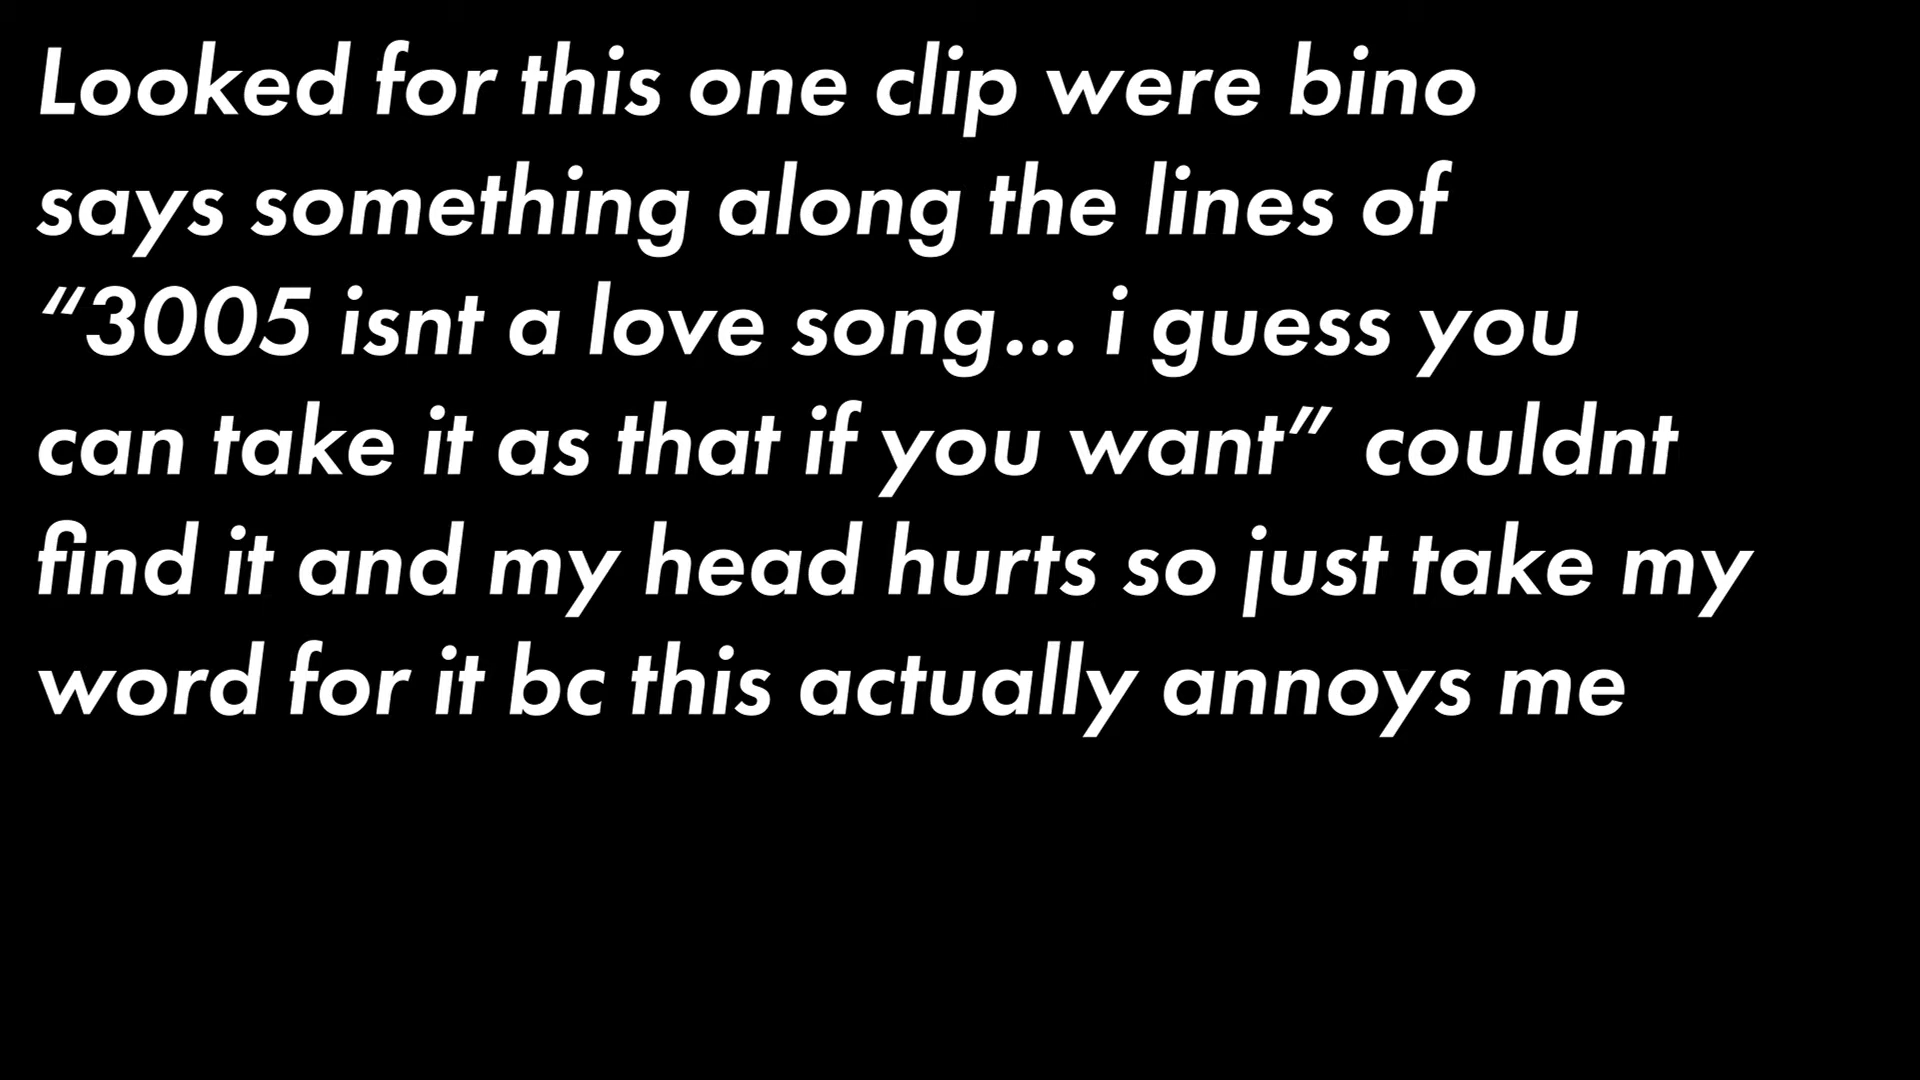 Looked for this one clip were bino
says something along the lines of
“3005 isnt a love song... i guess you
can take it as that if you want” couldnt
find it and my head hurts so just take my
word for it bc this actually annoys me